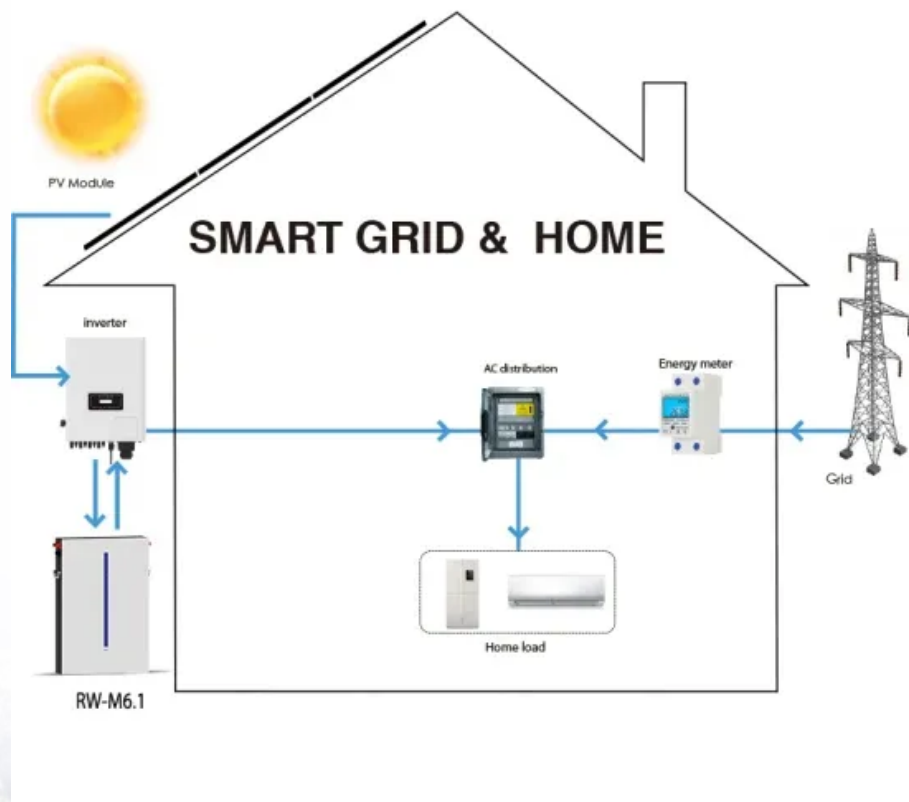 PV Module
SMART GRID & HOME
inverter
AC distribution
Energy meter
Grid
Home load
RW-M6.1